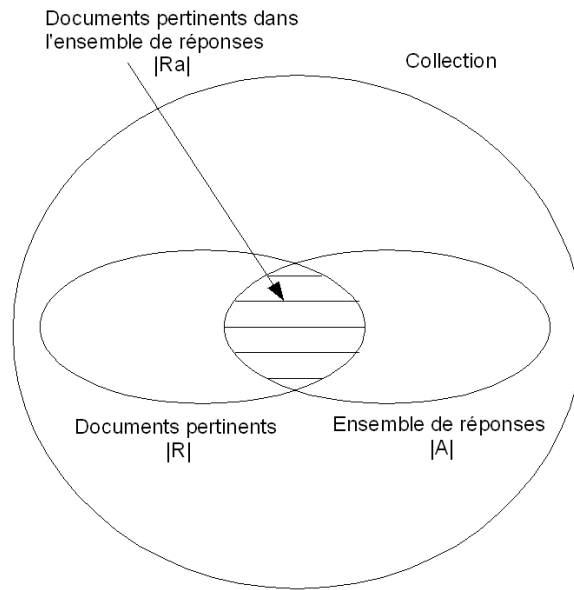 Documents pertinents dans
l'ensemble de réponses
|Ra|
Collection
Documents pertinents
|R|
Ensemble de réponses
|A|